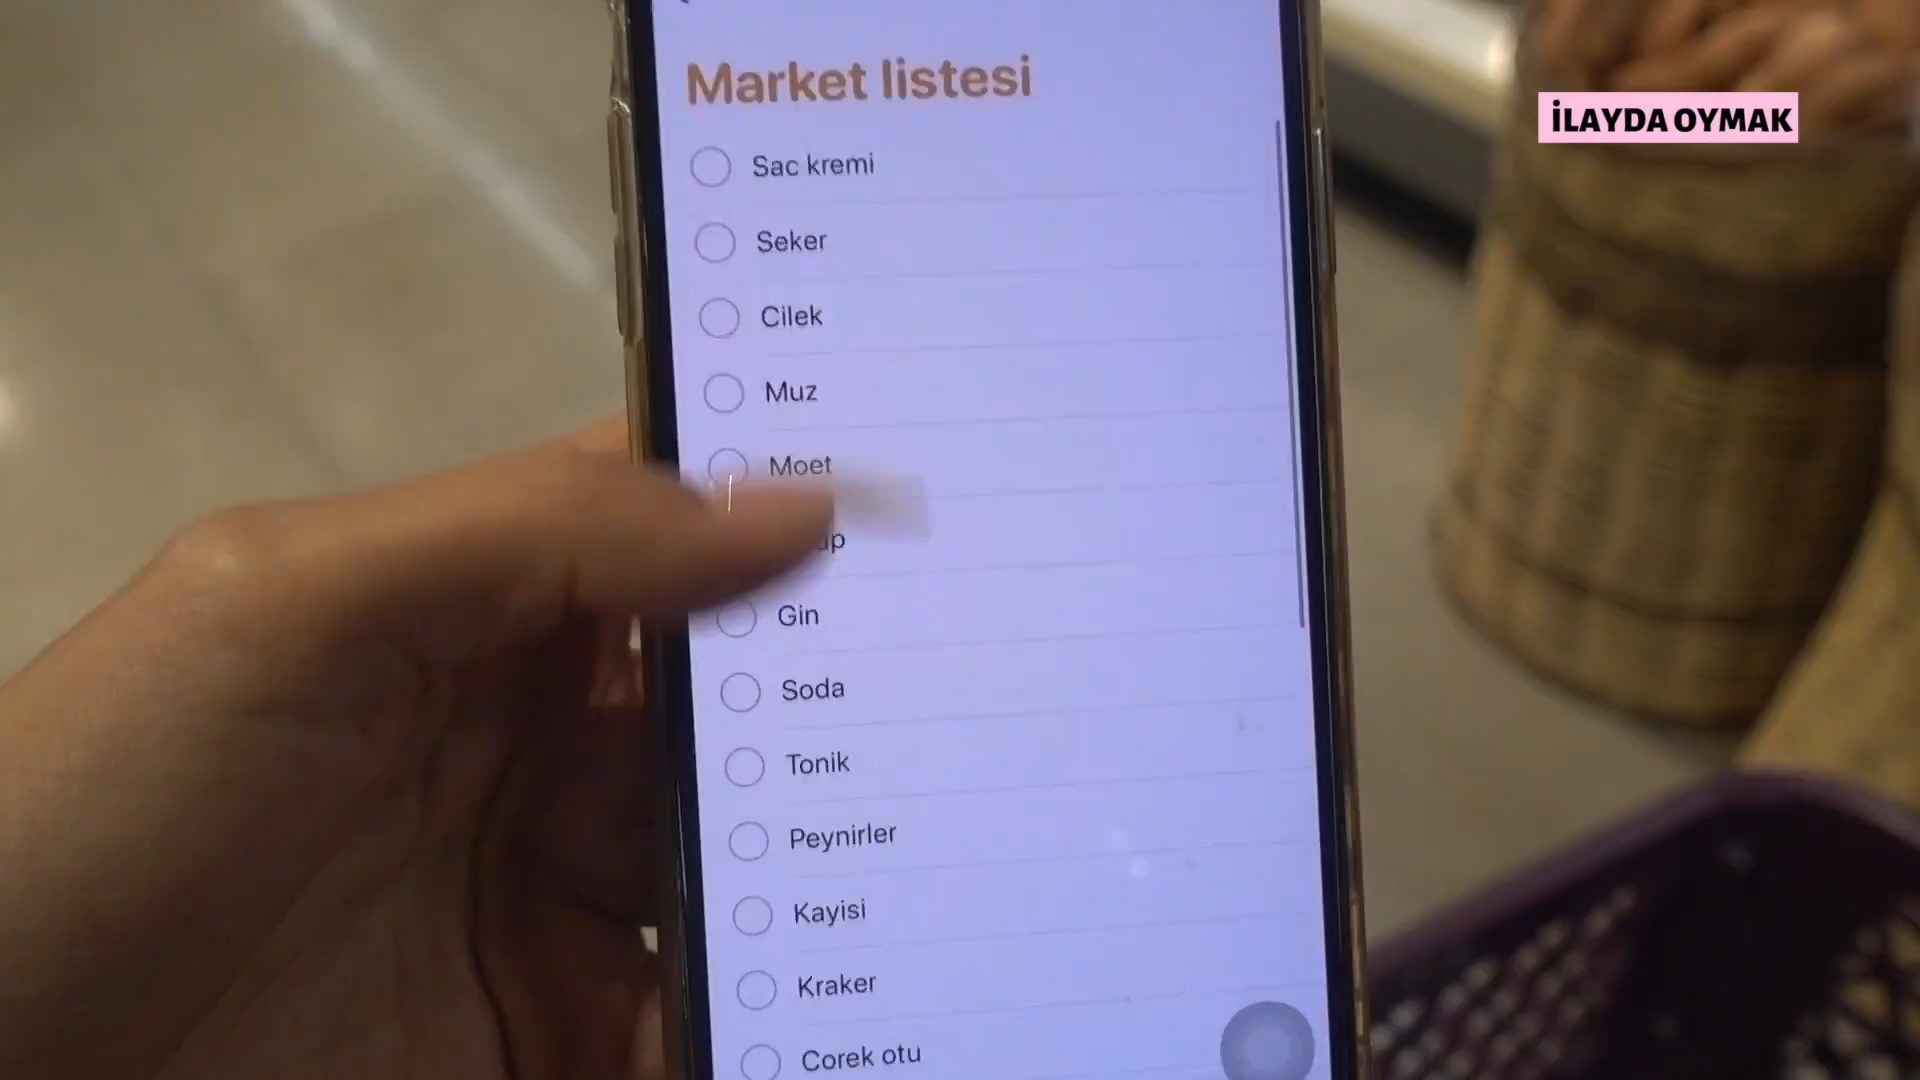 Market listesi
İLAYDA OYMAK
Sac kremi
Seker
Cilek
Muz
Moet
Gin
Soda
Tonik
Peynirler
Kayisi
Kraker
Corek otu